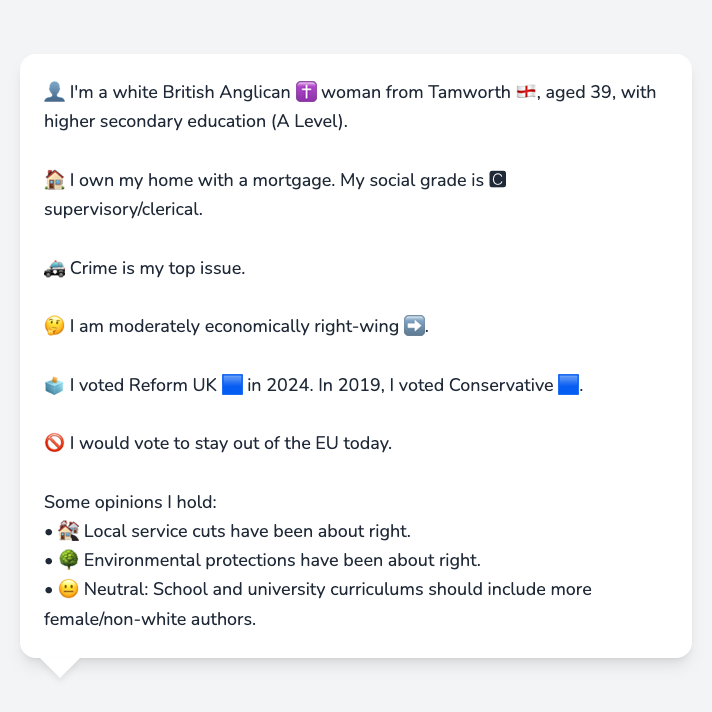 👤 I'm a white British Anglican ✝️ woman from Tamworth 🏴󠁧󠁢󠁥󠁮󠁧󠁿, aged 39, with
higher secondary education (A Level).
🏠 I own my home with a mortgage. My social grade is 🅲
supervisory/clerical.
🚓 Crime is my top issue.
🤔 I am moderately economically right-wing ➡️.
🗳️ I voted Reform UK 🟦 in 2024. In 2019, I voted Conservative 🟦.
🚫 I would vote to stay out of the EU today.
Some opinions I hold:
• 🏚️ Local service cuts have been about right.
• 🌳 Environmental protections have been about right.
• 😐 Neutral: School and university curriculums should include more
female/non-white authors.